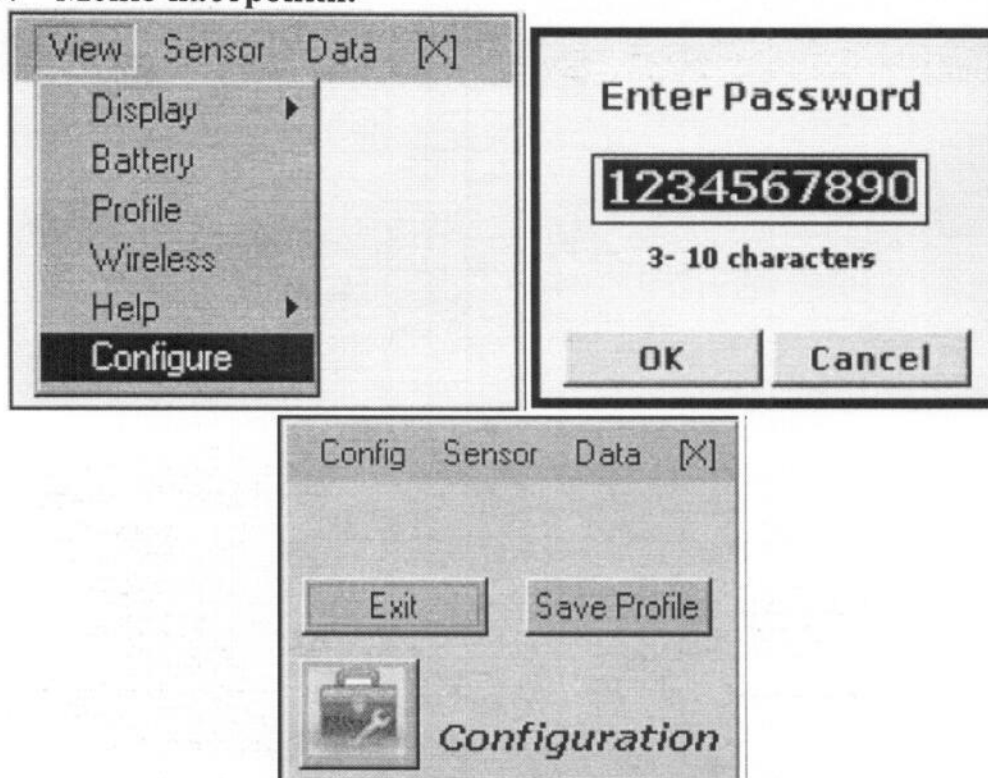 View Sensor Data [X]
Display
Battery
Profile
Wireless
Help
Configure
Enter Password
1234567890
3- 10 characters
OK Cancel
Config Sensor Data [X]
Exit Save Profile
Configuration